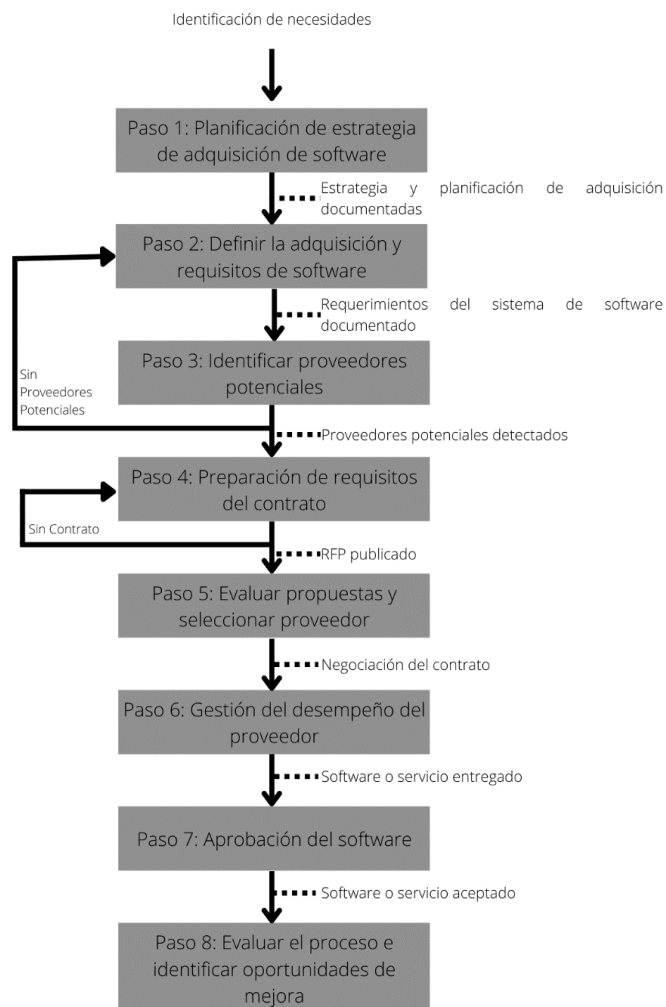 Identificación de necesidades
Paso 1: Planificación de estrategia
de adquisición de software
Estrategia y planificación de adquisición
documentadas
Paso 2: Definir la adquisición y
requisitos de software
Requerimientos del sistema de software
documentado
Paso 3: Identificar proveedores
potenciales
Sin
Proveedores
Potenciales
Proveedores potenciales detectados
Paso 4: Preparación de requisitos
del contrato
Sin Contrato
RFP publicado
Paso 5: Evaluar propuestas y
seleccionar proveedor
Negociación del contrato
Paso 6: Gestión del desempeño del
proveedor
Software o servicio entregado
Paso 7: Aprobación del software
Software o servicio aceptado
Paso 8: Evaluar el proceso e
identificar oportunidades de
mejora